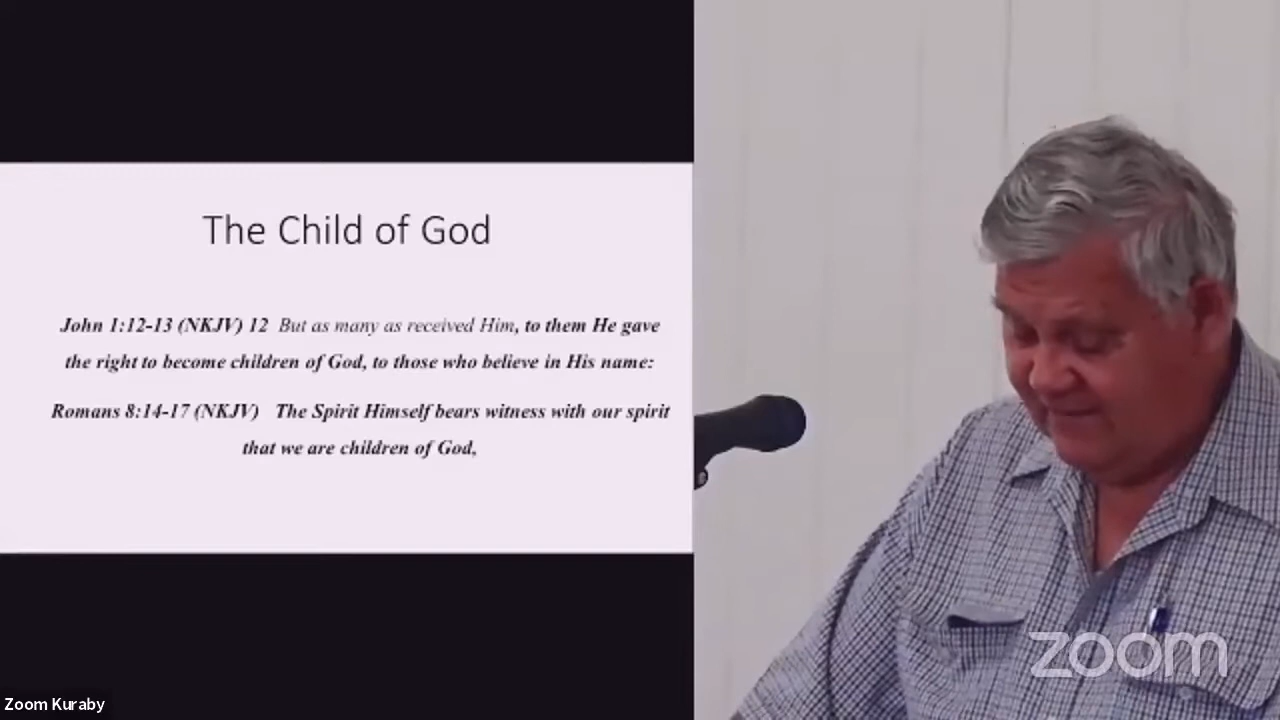 The Child of God
John 1:12-13 (NKJV) 12 But as many as received Him, to them He gave
the right to become children of God, to those who believe in His name:
Romans 8:14-17 (NKJV) The Spirit Himself bears witness with our spirit
that we are children of God,
zoom
Zoom Kuraby